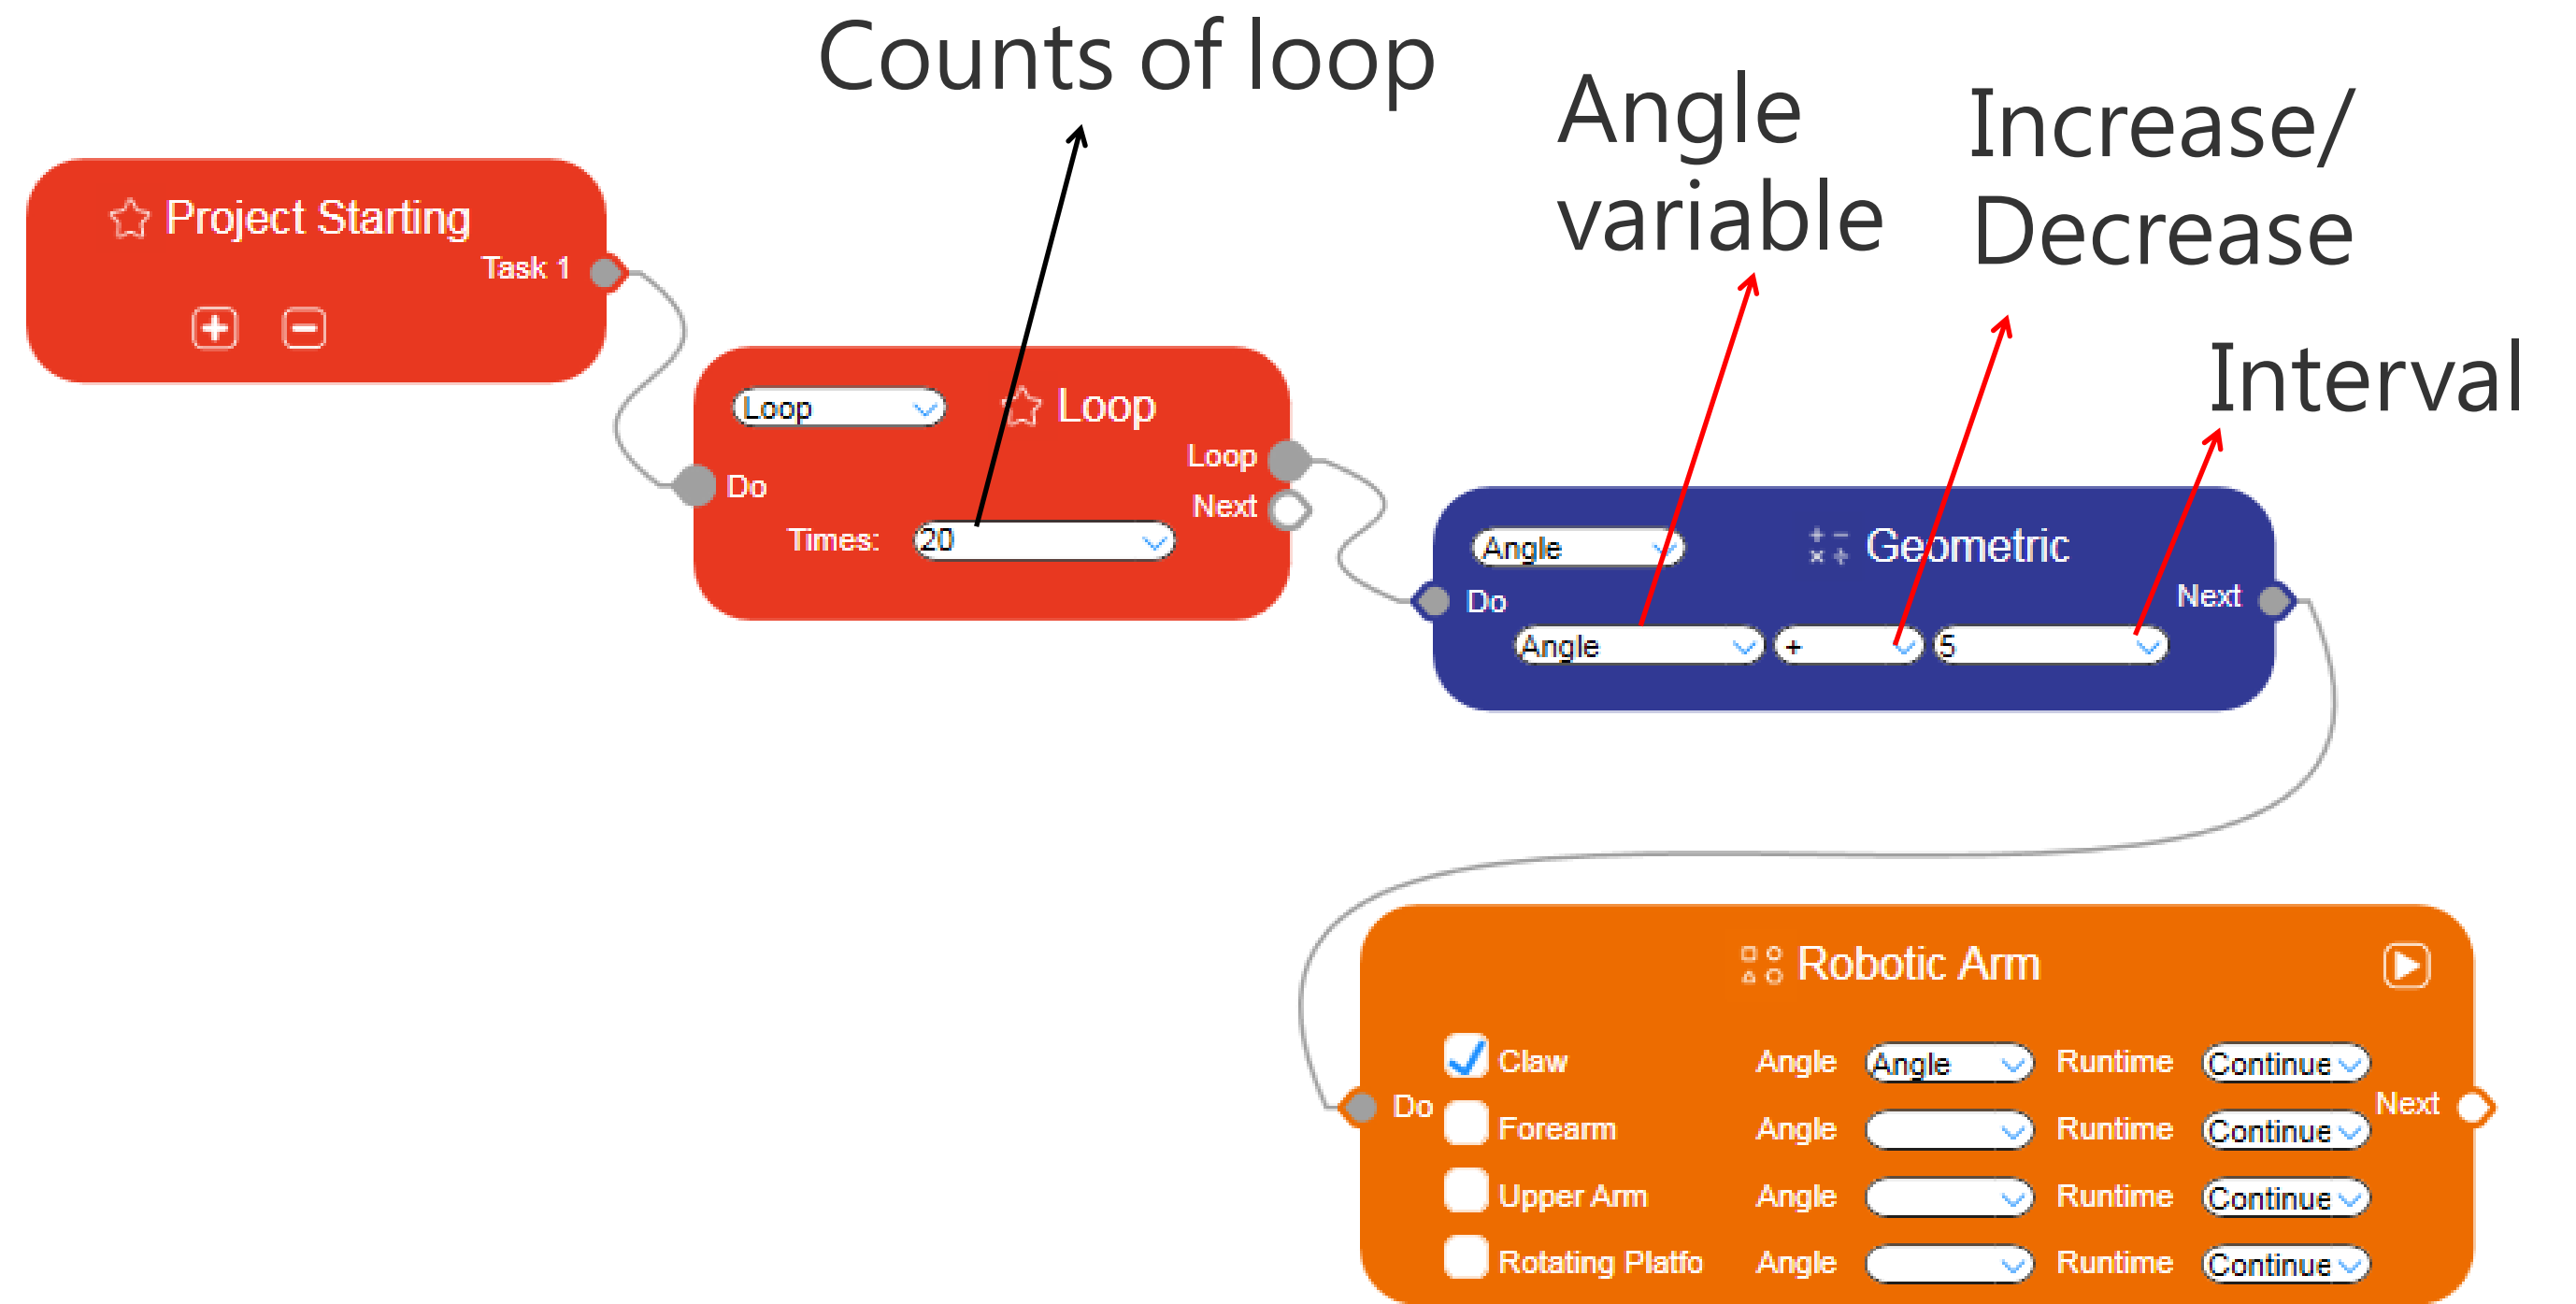 Counts of loop
Angle
variable
Increase/
Decrease
Interval
Project Starting
Task 1
Loop
Loop
Loop
Do
Next
Times: 20
Angle
Geometric
Do
Next
Angle + 5
Robotic Arm
Claw Angle Angle Runtime Continue
Do
Next
Forearm Angle Runtime Continue
Upper Arm Angle Runtime Continue
Rotating Platfo Angle Runtime Continue